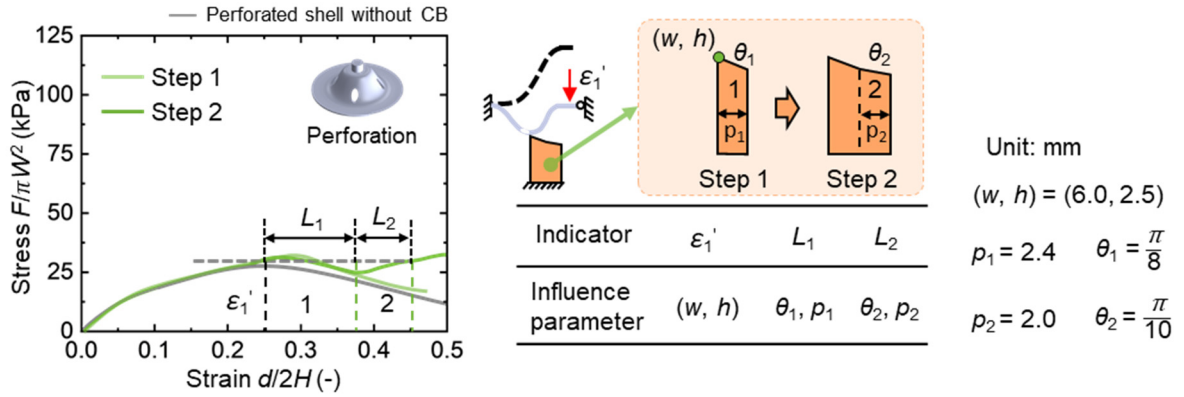 Perforated shell without CB
125
100
75
50
25
0
Stress F/πW² (kPa)
Step 1
Step 2
Perforation
L₁
L₂
ε₁'
1
2
0.0
0.1
0.2
0.3
0.4
0.5
Strain d/2H (-)
ε₁'
(w, h)
θ₁
1
p₁
Step 1
θ₂
2
p₂
Step 2
Indicator ε₁' L₁ L₂
Influence
parameter (w, h) θ₁, p₁ θ₂, p₂
Unit: mm
(w, h) = (6.0, 2.5)
p₁ = 2.4 θ₁ = π/8
p₂ = 2.0 θ₂ = π/10